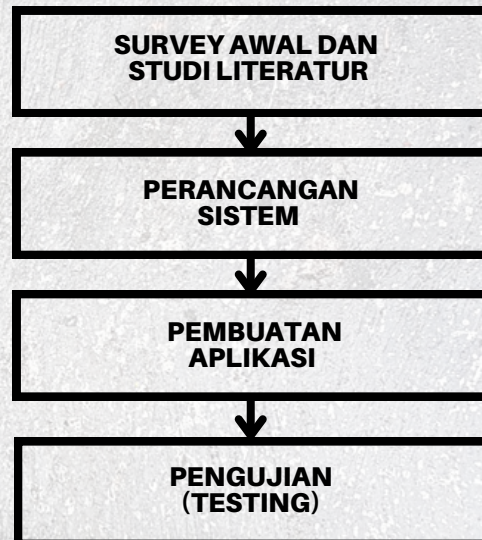 SURVEY AWAL DAN
STUDI LITERATUR
PERANCANGAN
SISTEM
PEMBUATAN
APLIKASI
PENGUJIAN
(TESTING)